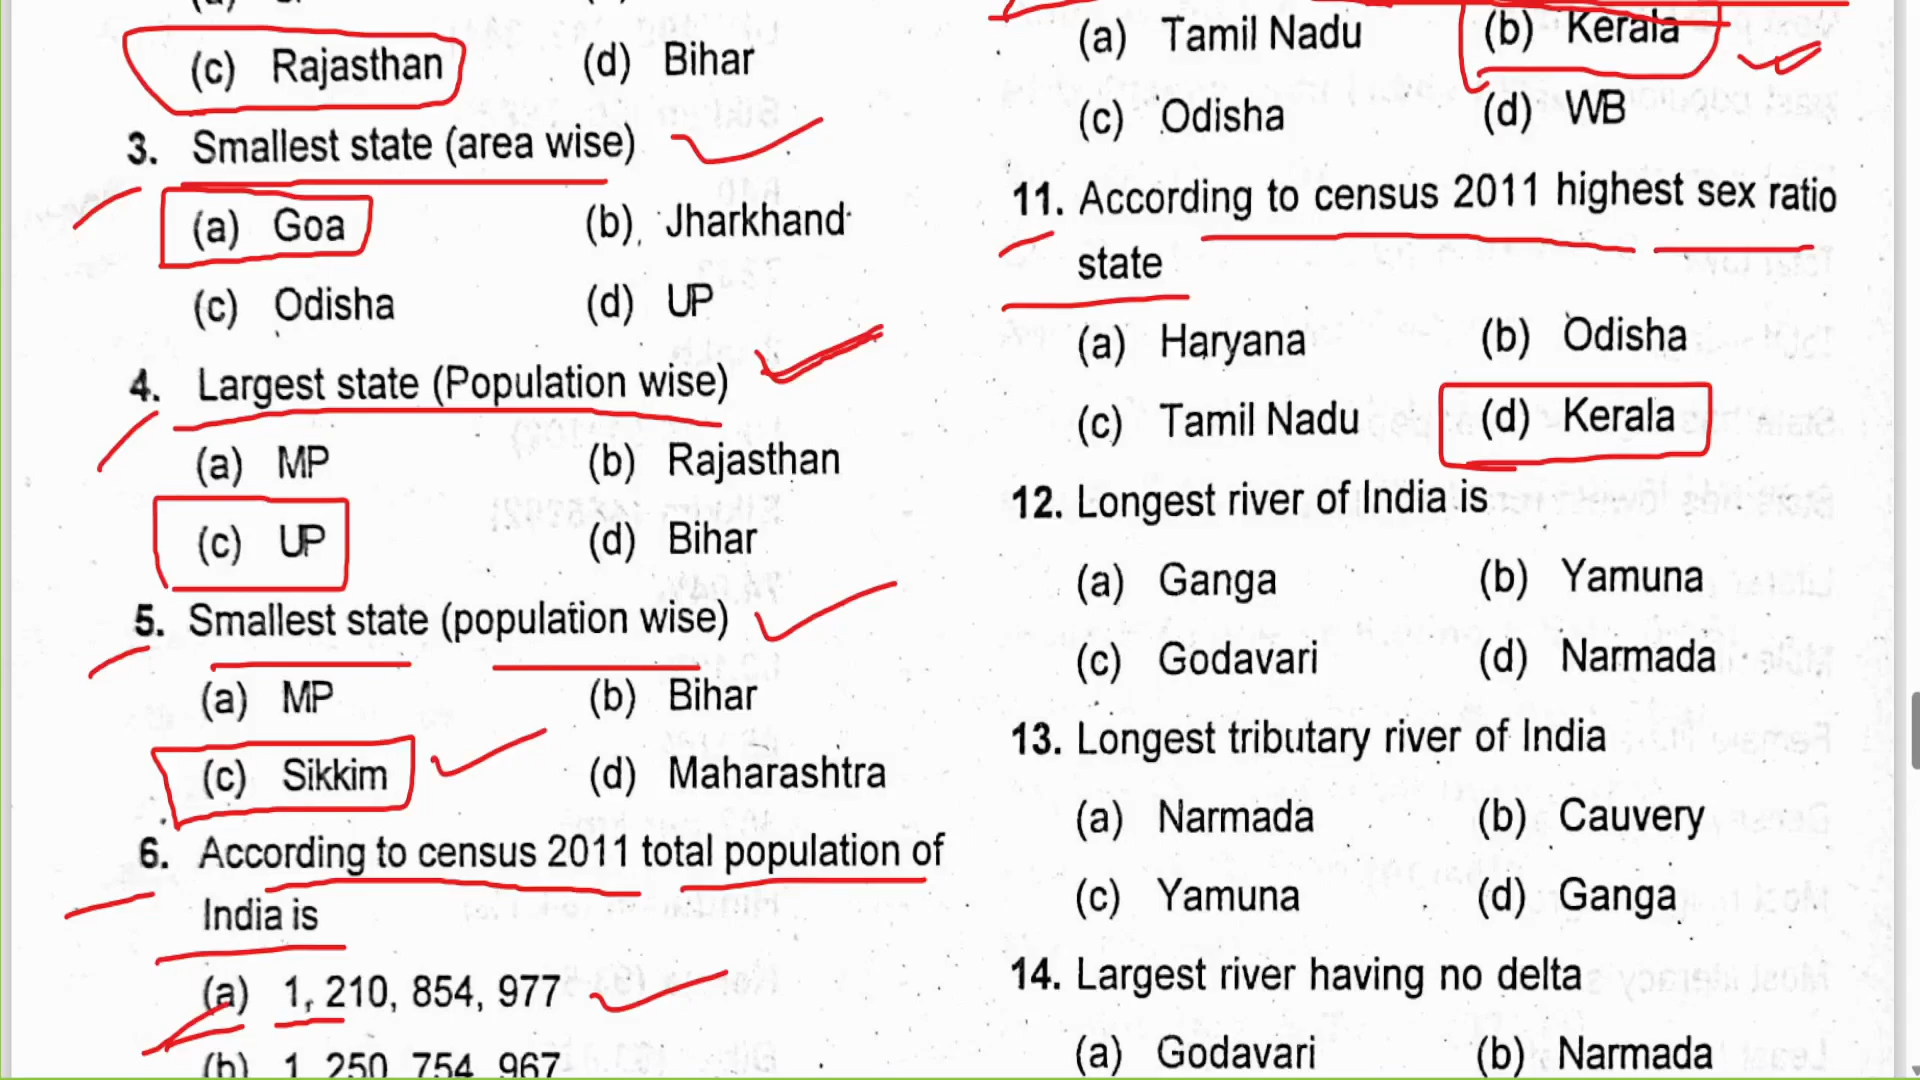 (c) Rajasthan (d) Bihar
3. Smallest state (area wise)
(a) Goa (b) Jharkhand
(c) Odisha (d) UP
4. Largest state (Population wise)
(a) MP (b) Rajasthan
(c) UP (d) Bihar
5. Smallest state (population wise)
(a) MP (b) Bihar
(c) Sikkim (d) Maharashtra
6. According to census 2011 total population of
India is
(a) 1, 210, 854, 977
(b) 1 250 754 967
(a) Tamil Nadu (b) Kerala
(c) Odisha (d) WB
11. According to census 2011 highest sex ratio
state
(a) Haryana (b) Odisha
(c) Tamil Nadu (d) Kerala
12. Longest river of India is
(a) Ganga (b) Yamuna
(c) Godavari (d) Narmada
13. Longest tributary river of India
(a) Narmada (b) Cauvery
(c) Yamuna (d) Ganga
14. Largest river having no delta
(a) Godavari (b) Narmada